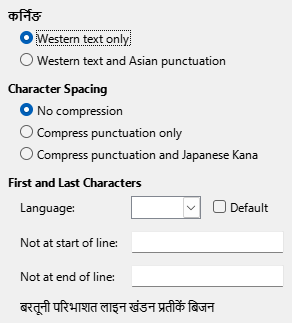 कर्निङ
Western text only
Western text and Asian punctuation
Character Spacing
No compression
Compress punctuation only
Compress punctuation and Japanese Kana
First and Last Characters
Language:
Default
Not at start of line:
Not at end of line:
बरतूनी परिभाशत लाइन खंडन प्रतीकें बिजन